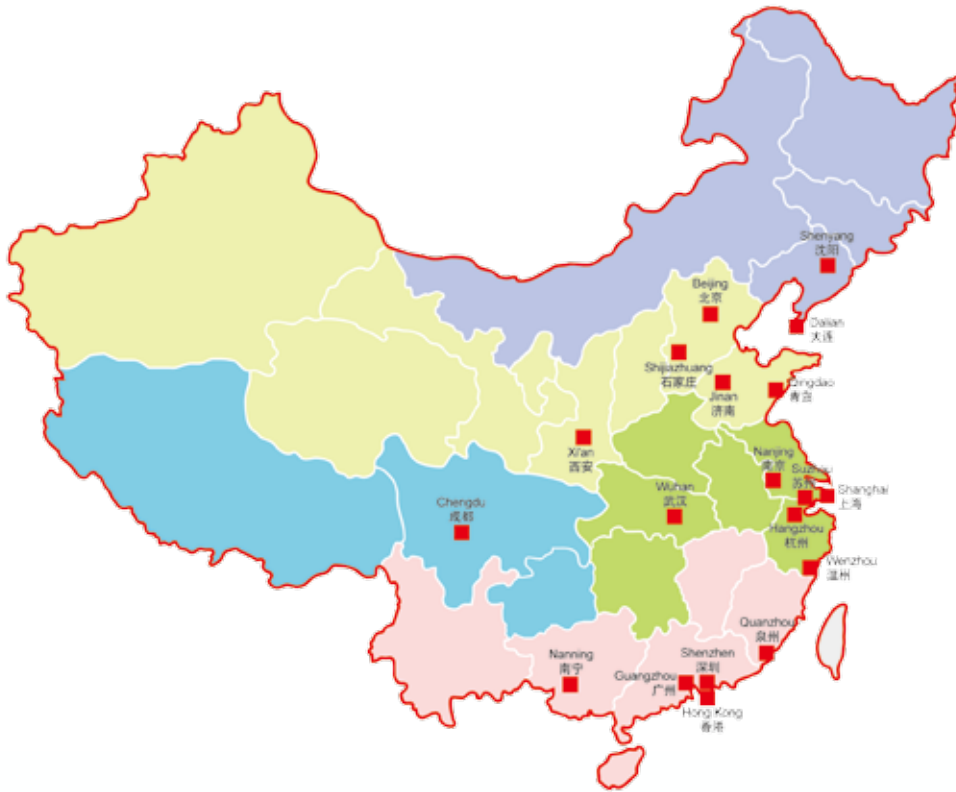 Shenyang
沈阳
Beijing
北京
Dalian
大连
Shijiazhuang
石家庄
Jinan
济南
Qingdao
青岛
Xi'an
西安
Nanjing
南京
Suzhou
苏州
Shanghai
上海
Wuhan
武汉
Chengdu
成都
Hangzhou
杭州
Wenzhou
温州
Quanzhou
泉州
Nanning
南宁
Guangzhou
广州
Shenzhen
深圳
Hong Kong
香港